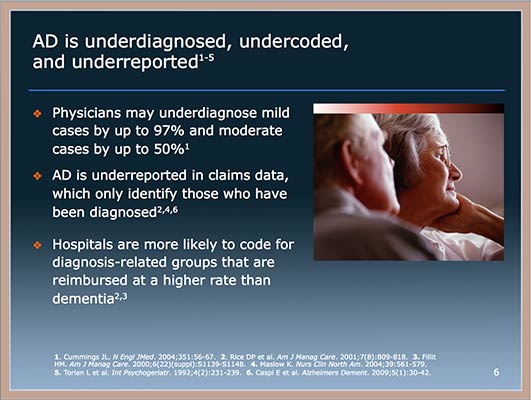 AD is underdiagnosed, undercoded,
and underreported1-5
❖ Physicians may underdiagnose mild
cases by up to 97% and moderate
cases by up to 50%1
❖ AD is underreported in claims data,
which only identify those who have
been diagnosed2,4,6
❖ Hospitals are more likely to code for
diagnosis-related groups that are
reimbursed at a higher rate than
dementia2,3
1. Cummings JL. N Engl JMed. 2004;351:56-67. 2. Rice DP et al. Am J Manag Care. 2001;7(8):809-818. 3. Fillit
HM. Am J Manag Care. 2000;6(22)(suppl):S1139-S1148. 4. Maslow K. Nurs Clin North Am. 2004;39:561-579.
5. Torian L et al. Int Psychogeriatr. 1992;4(2):231-239. 6. Caspi E et al. Alzheimers Dement. 2009;5(1):30-42.
6